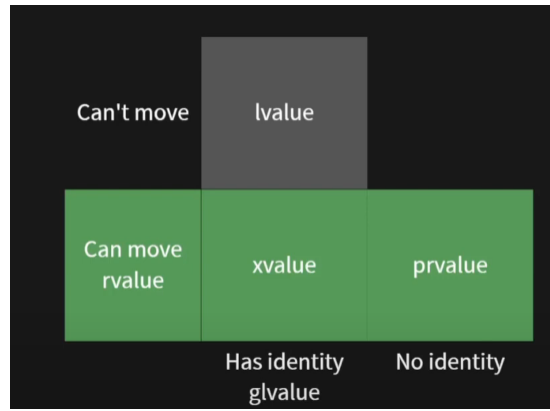 Can't move
lvalue
Can move
rvalue
xvalue
prvalue
Has identity
glvalue
No identity